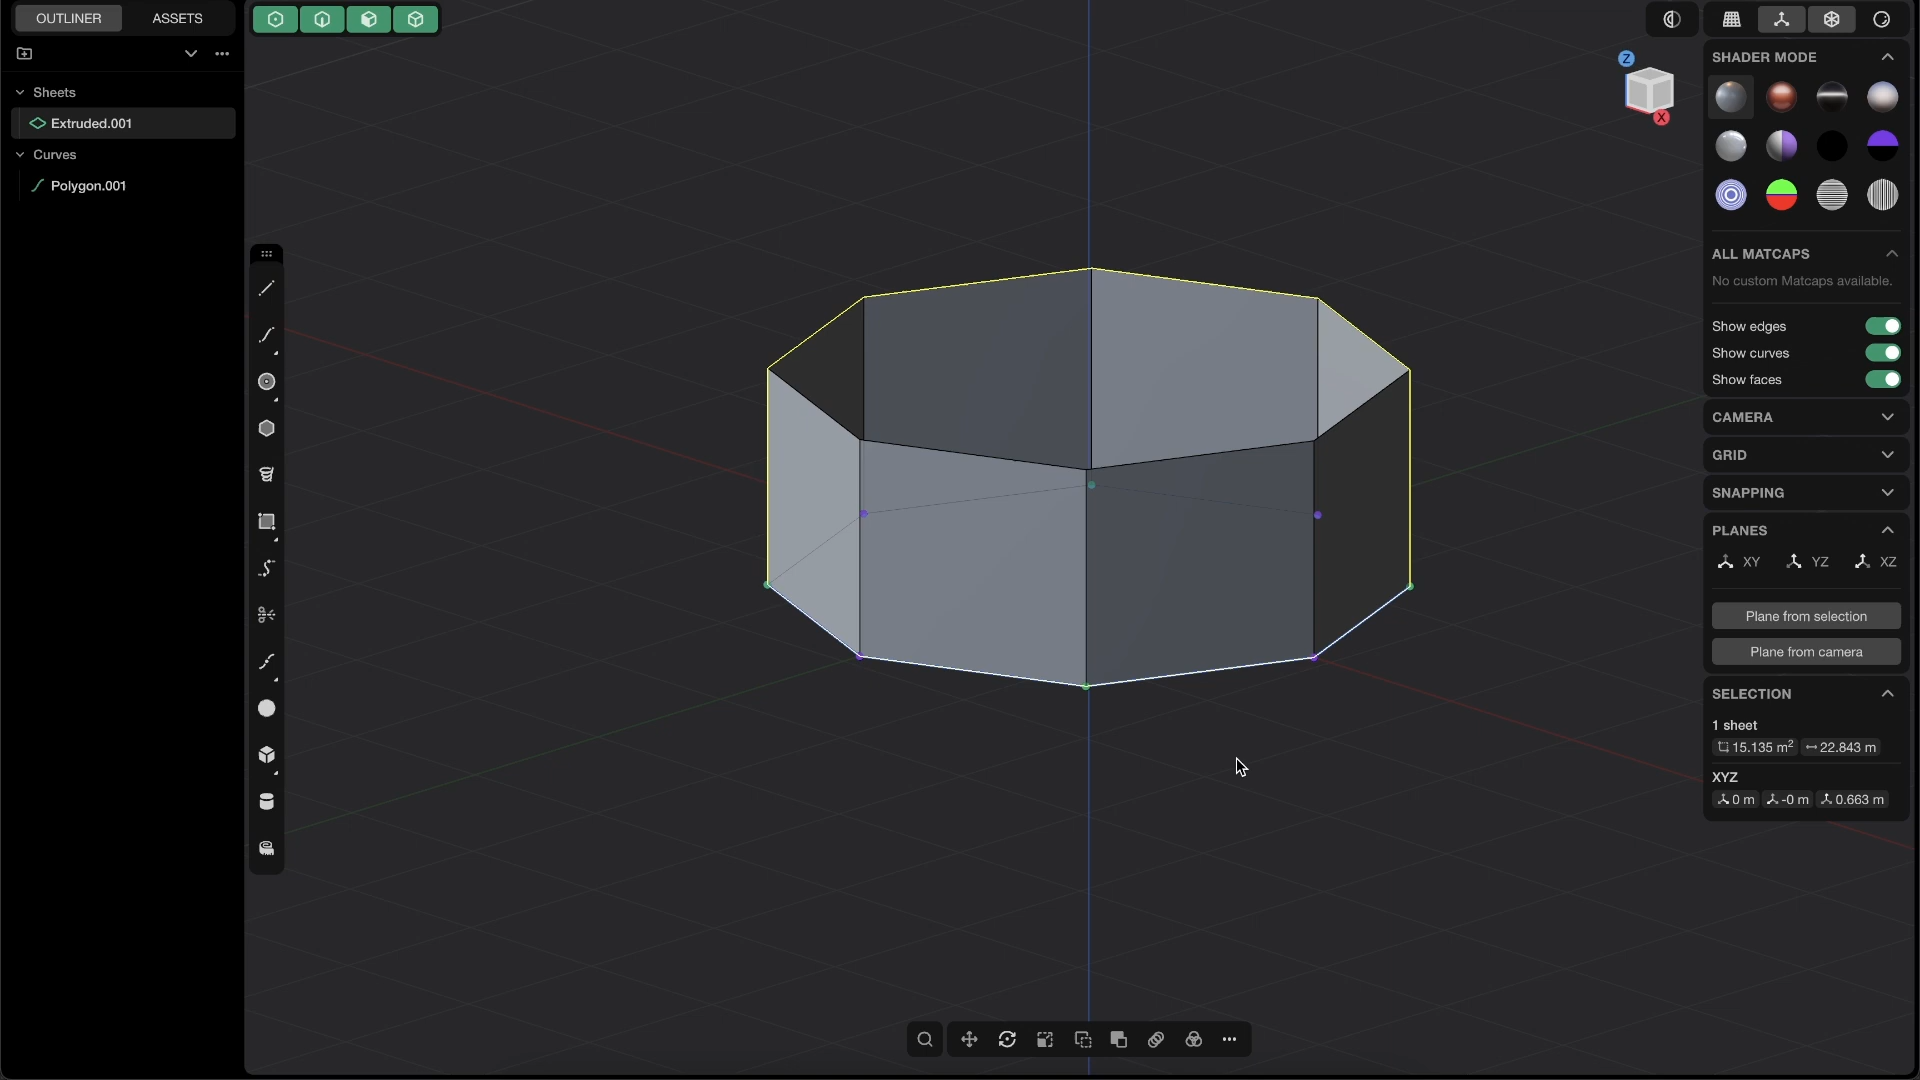 OUTLINER
ASSETS
Sheets
Extruded.001
Curves
Polygon.001
Z
X
SHADER MODE
ALL MATCAPS
No custom Matcaps available.
Show edges
Show curves
Show faces
CAMERA
GRID
SNAPPING
PLANES
XY YZ XZ
Plane from selection
Plane from camera
SELECTION
1 sheet
15.135 m² 22.843 m
XYZ
0 m -0 m 0.663 m